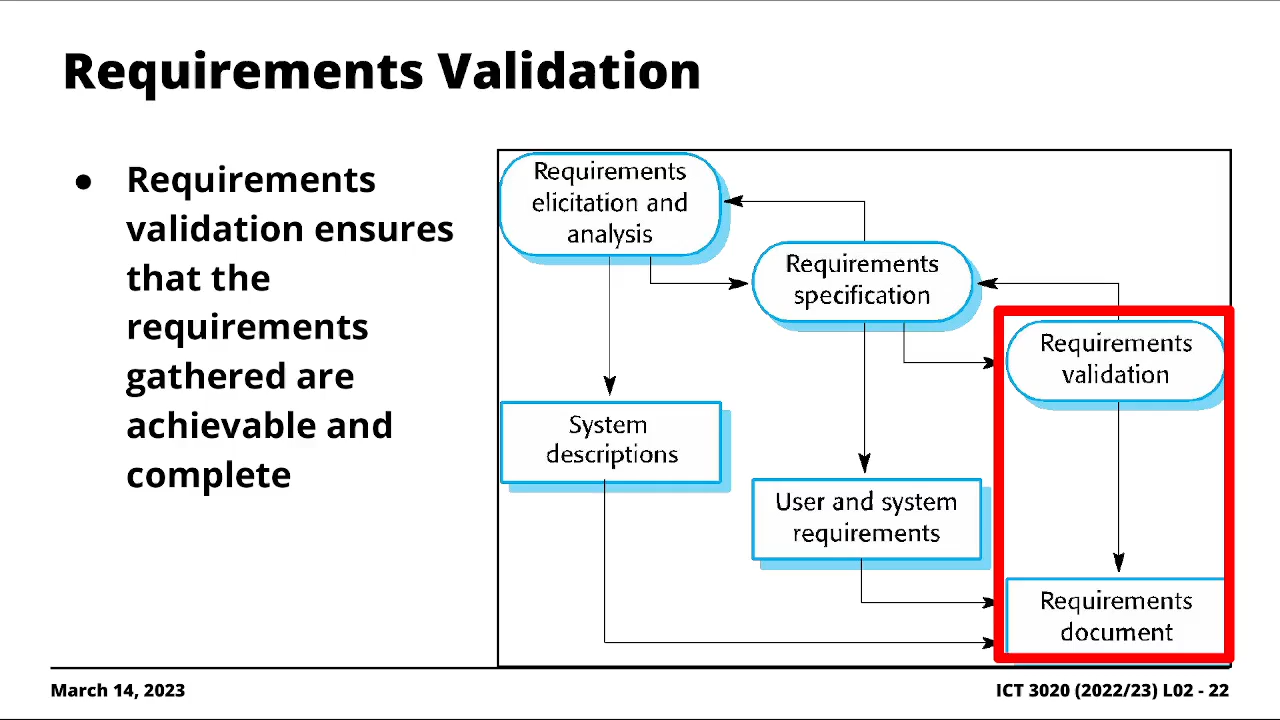 Requirements Validation
● Requirements
validation ensures
that the
requirements
gathered are
achievable and
complete
Requirements
elicitation and
analysis
Requirements
specification
Requirements
validation
System
descriptions
User and system
requirements
Requirements
document
March 14, 2023
ICT 3020 (2022/23) L02 - 22